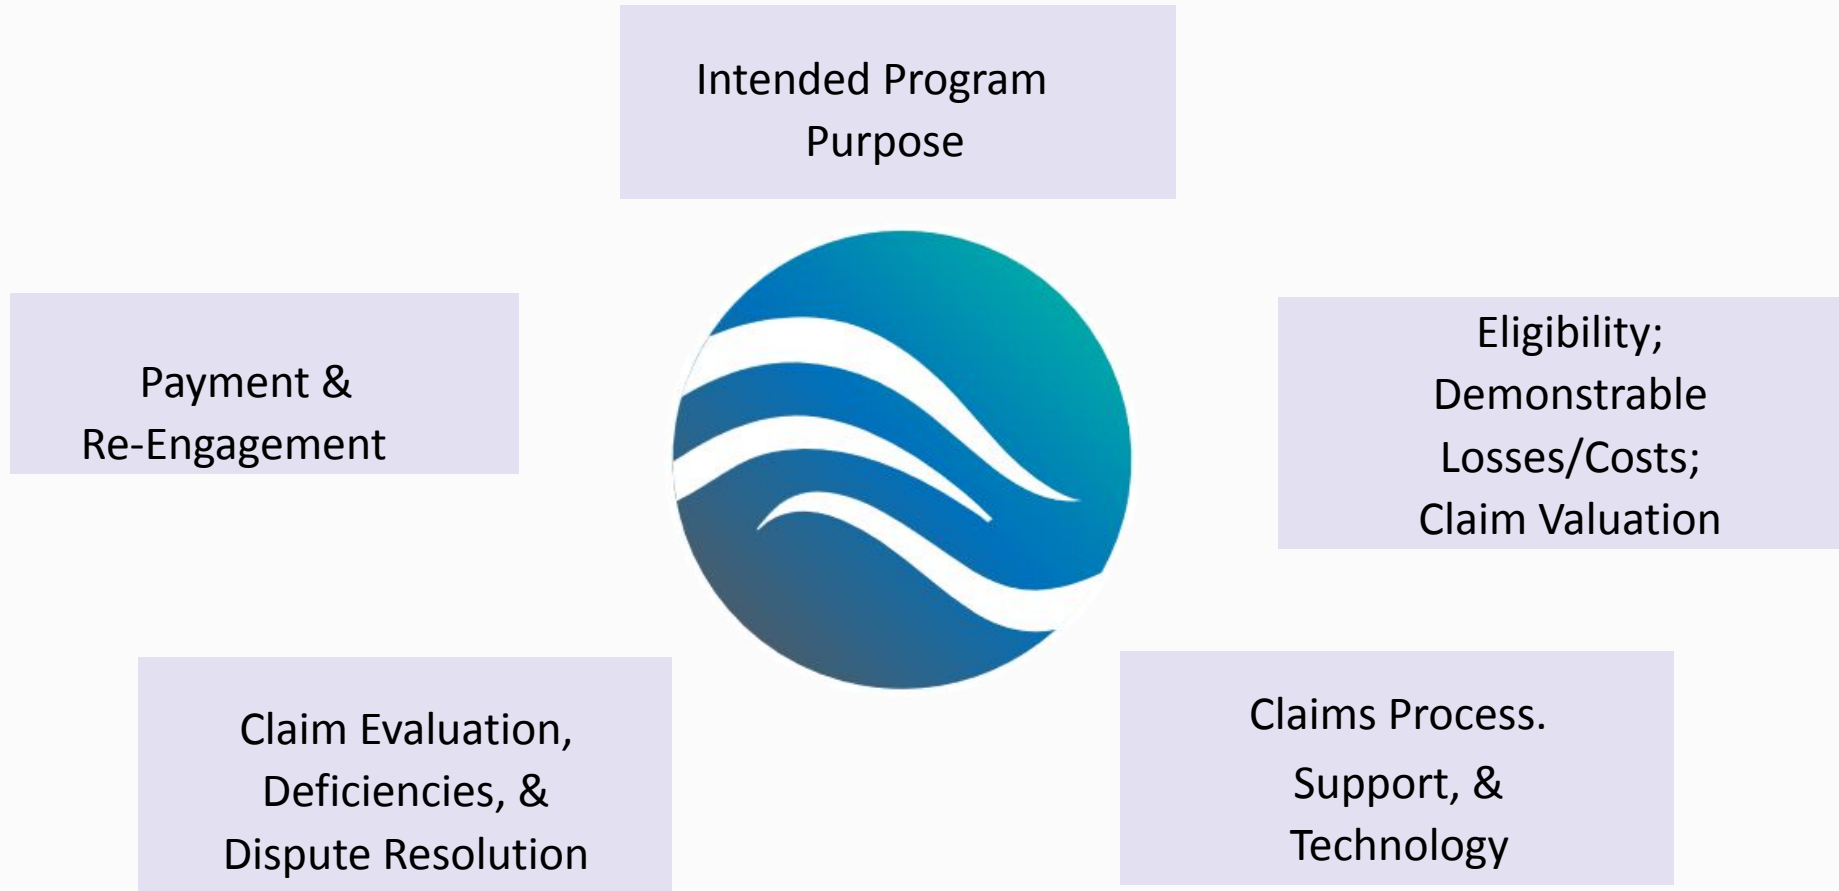 Intended Program
Purpose
Eligibility;
Demonstrable
Losses/Costs;
Claim Valuation
Claims Process.
Support, &
Technology
Claim Evaluation,
Deficiencies, &
Dispute Resolution
Payment &
Re-Engagement